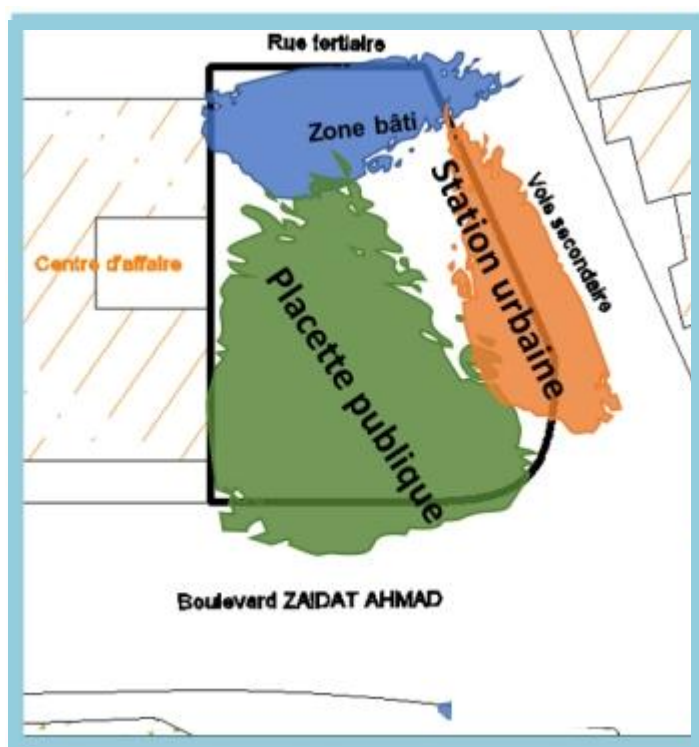 Rue tertiaire
Zone bâti
Station urbaine
Voie secondaire
Centre d'affaire
Placette publique
Boulevard ZAIDAT AHMAD